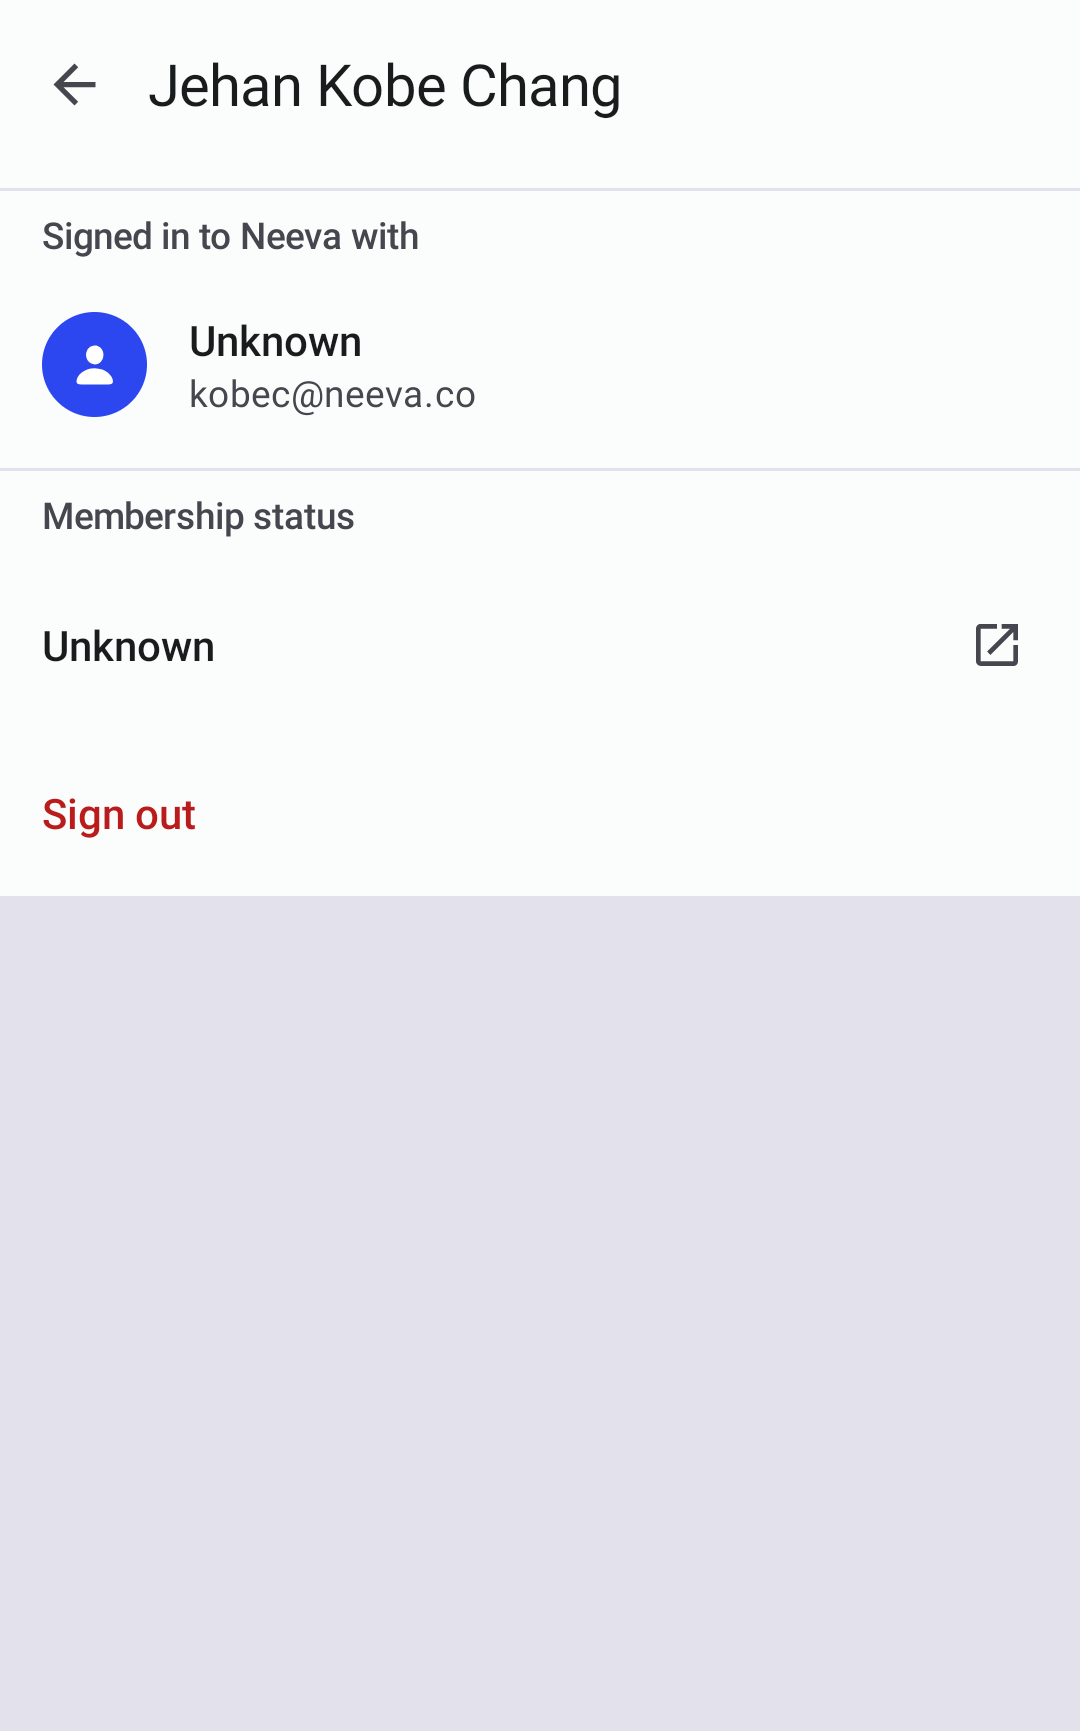 Jehan Kobe Chang
Signed in to Neeva with
Unknown
kobec@neeva.co
Membership status
Unknown
Sign out